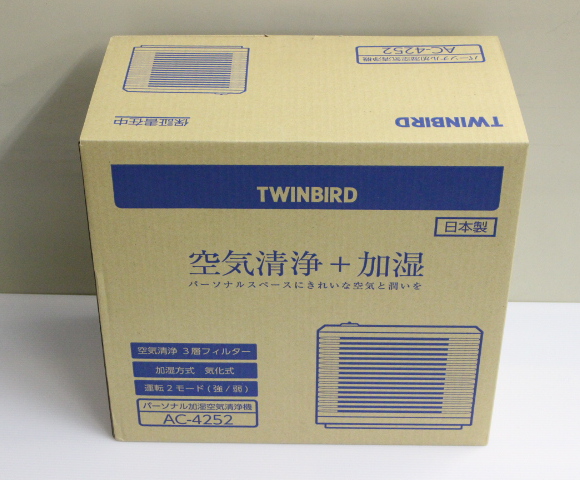 パーソナル加湿空気清浄機
AC-4252
保証書在中
TWINBIRD
TWINBIRD
日本製
空気清浄+加湿
パーソナルスペースにきれいな空気と潤いを
空気清浄 3層フィルター
加湿方式 気化式
運転2モード(強/弱)
パーソナル加湿空気清浄機
AC-4252